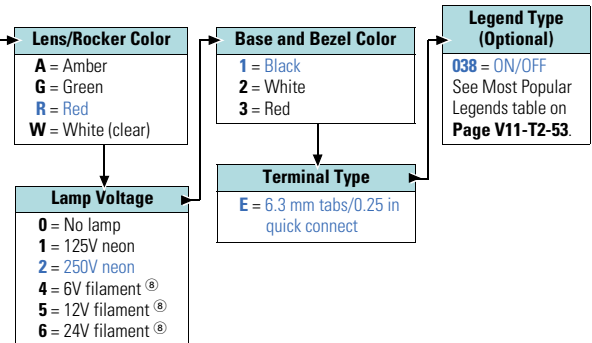 Lens/Rocker Color
A = Amber
G = Green
R = Red
W = White (clear)
Lamp Voltage
0 = No lamp
1 = 125V neon
2 = 250V neon
4 = 6V filament ⑧
5 = 12V filament ⑧
6 = 24V filament ⑧
Base and Bezel Color
1 = Black
2 = White
3 = Red
Terminal Type
E = 6.3 mm tabs/0.25 in
quick connect
Legend Type
(Optional)
038 = ON/OFF
See Most Popular
Legends table on
Page V11-T2-53.